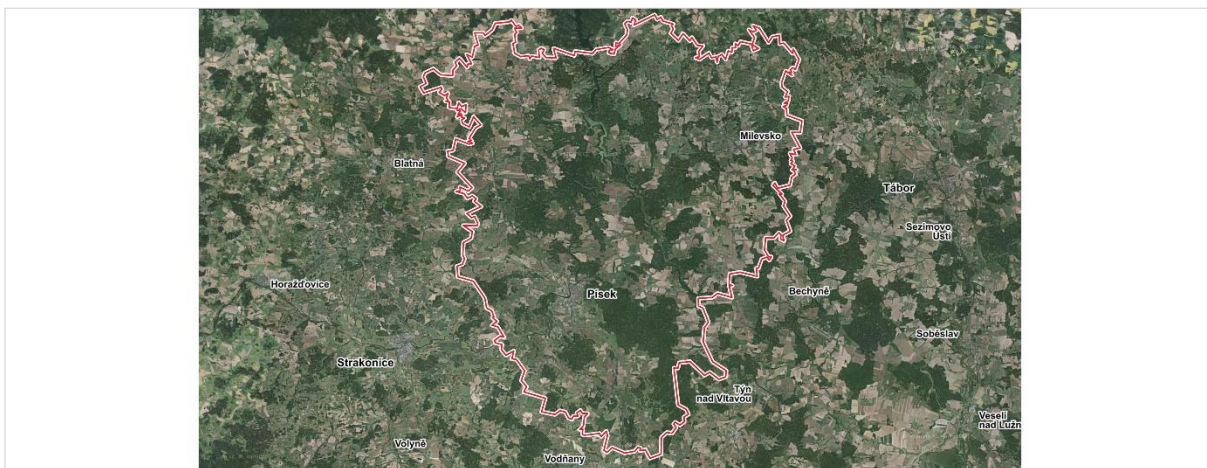 Milevsko
Blatná
Tábor
Sezimovo
Ústí
Horažďovice
Písek
Bechyně
Soběslav
Strakonice
Týn
nad Vltavou
Veselí
nad Lužn
Volyně
Vodňany